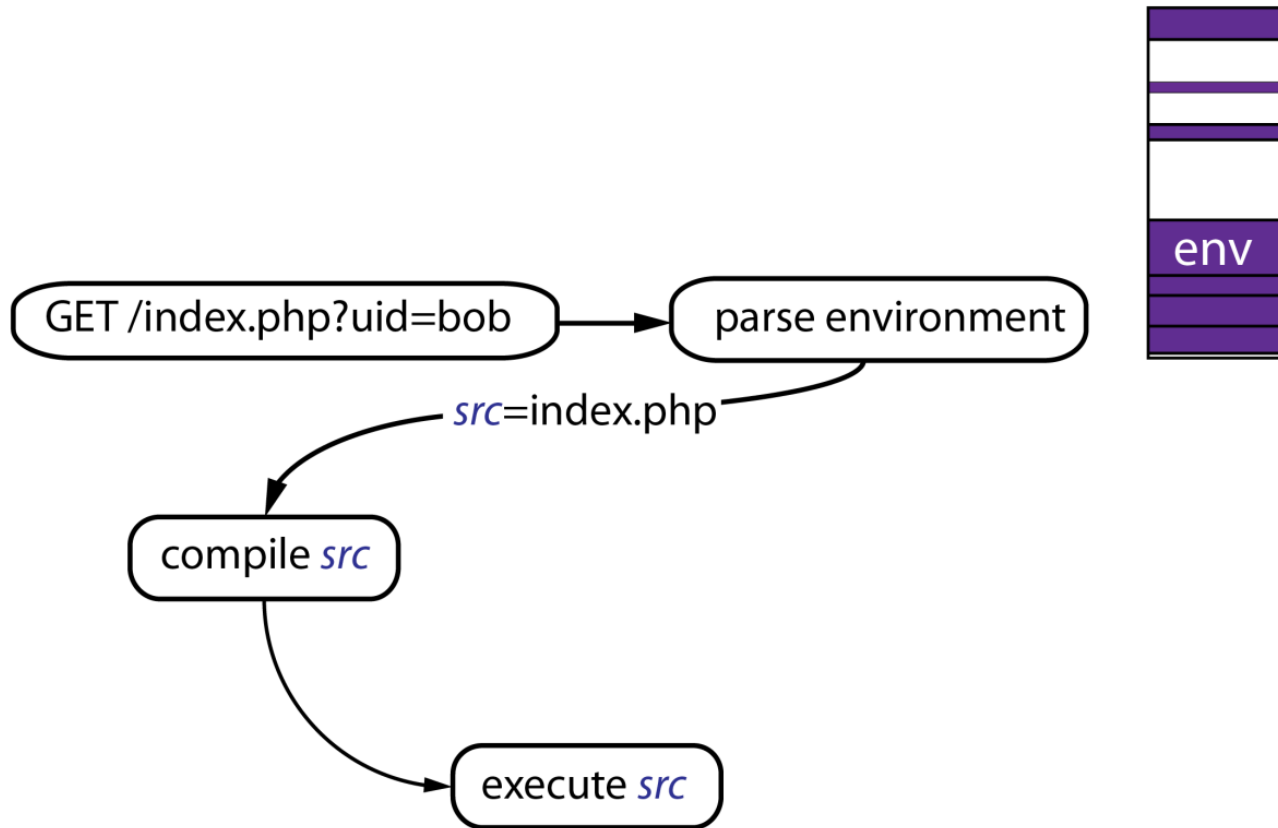 env
GET /index.php?uid=bob
parse environment
src=index.php
compile src
execute src